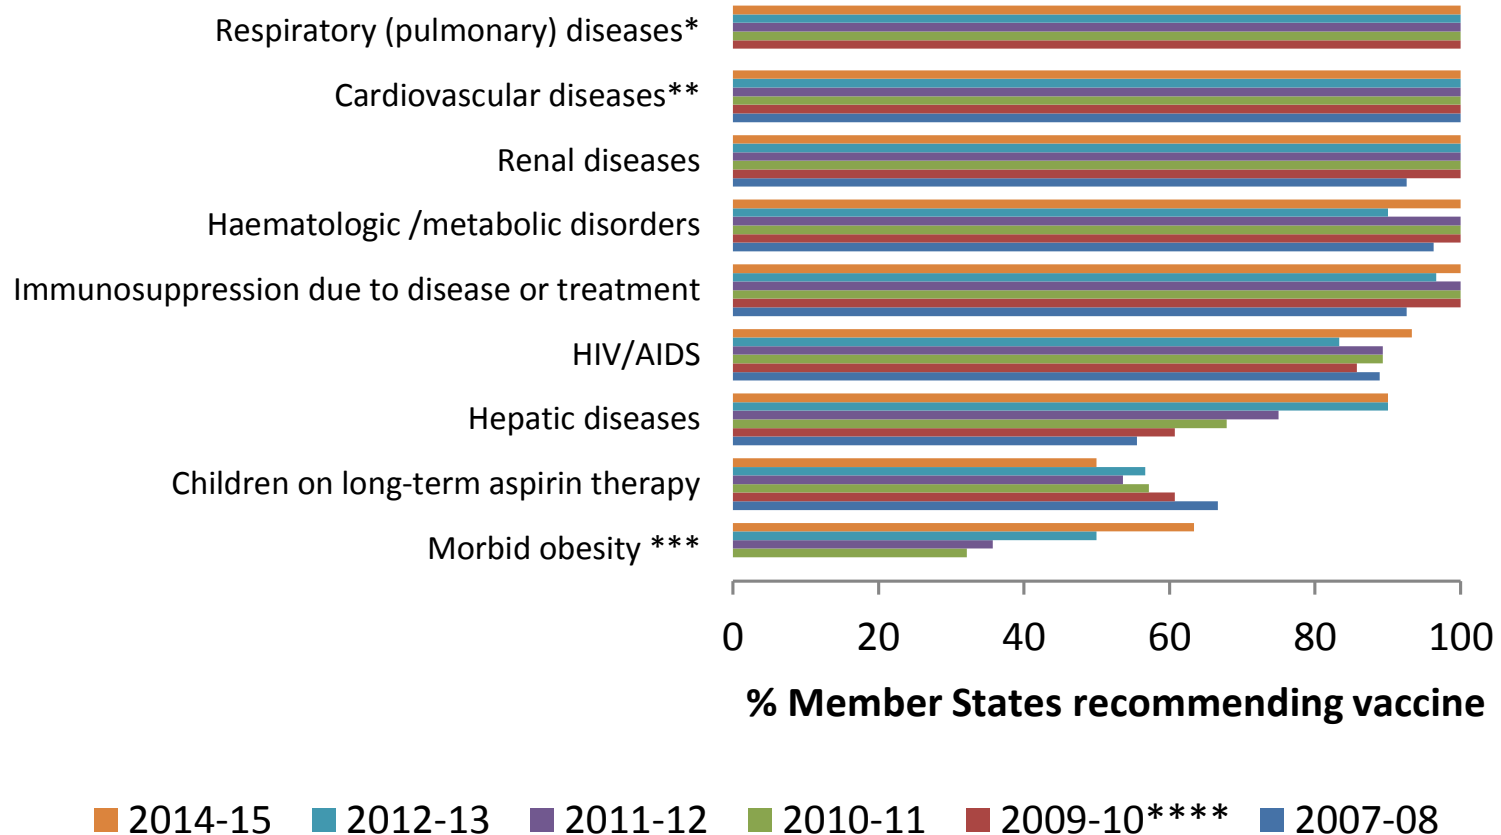 Respiratory (pulmonary) diseases*
Cardiovascular diseases**
Renal diseases
Haematologic /metabolic disorders
Immunosuppression due to disease or treatment
HIV/AIDS
Hepatic diseases
Children on long-term aspirin therapy
Morbid obesity ***
0 20 40 60 80 100
% Member States recommending vaccine
2014-15 2012-13 2011-12 2010-11 2009-10**** 2007-08